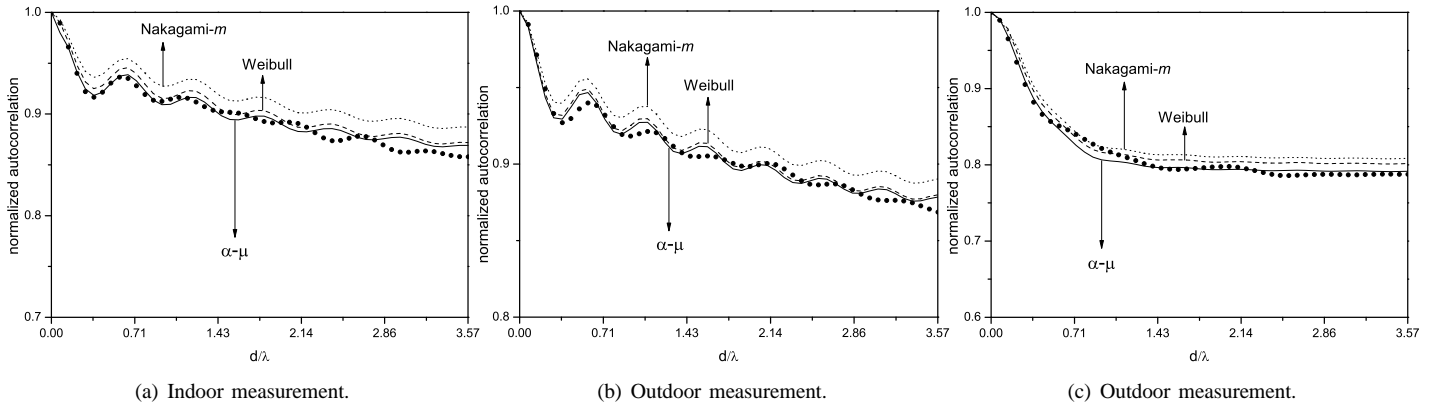 normalized autocorrelation
1.0
0.9
0.8
0.7
Nakagami-m
Weibull
α-μ
0.00 0.71 1.43 2.14 2.86 3.57
d/λ
(a) Indoor measurement.
normalized autocorrelation
1.0
0.9
0.8
Nakagami-m
Weibull
α-μ
0.00 0.71 1.43 2.14 2.86 3.57
d/λ
(b) Outdoor measurement.
normalized autocorrelation
1.0
0.9
0.8
0.7
0.6
Nakagami-m
Weibull
α-μ
0.00 0.71 1.43 2.14 2.86 3.57
d/λ
(c) Outdoor measurement.